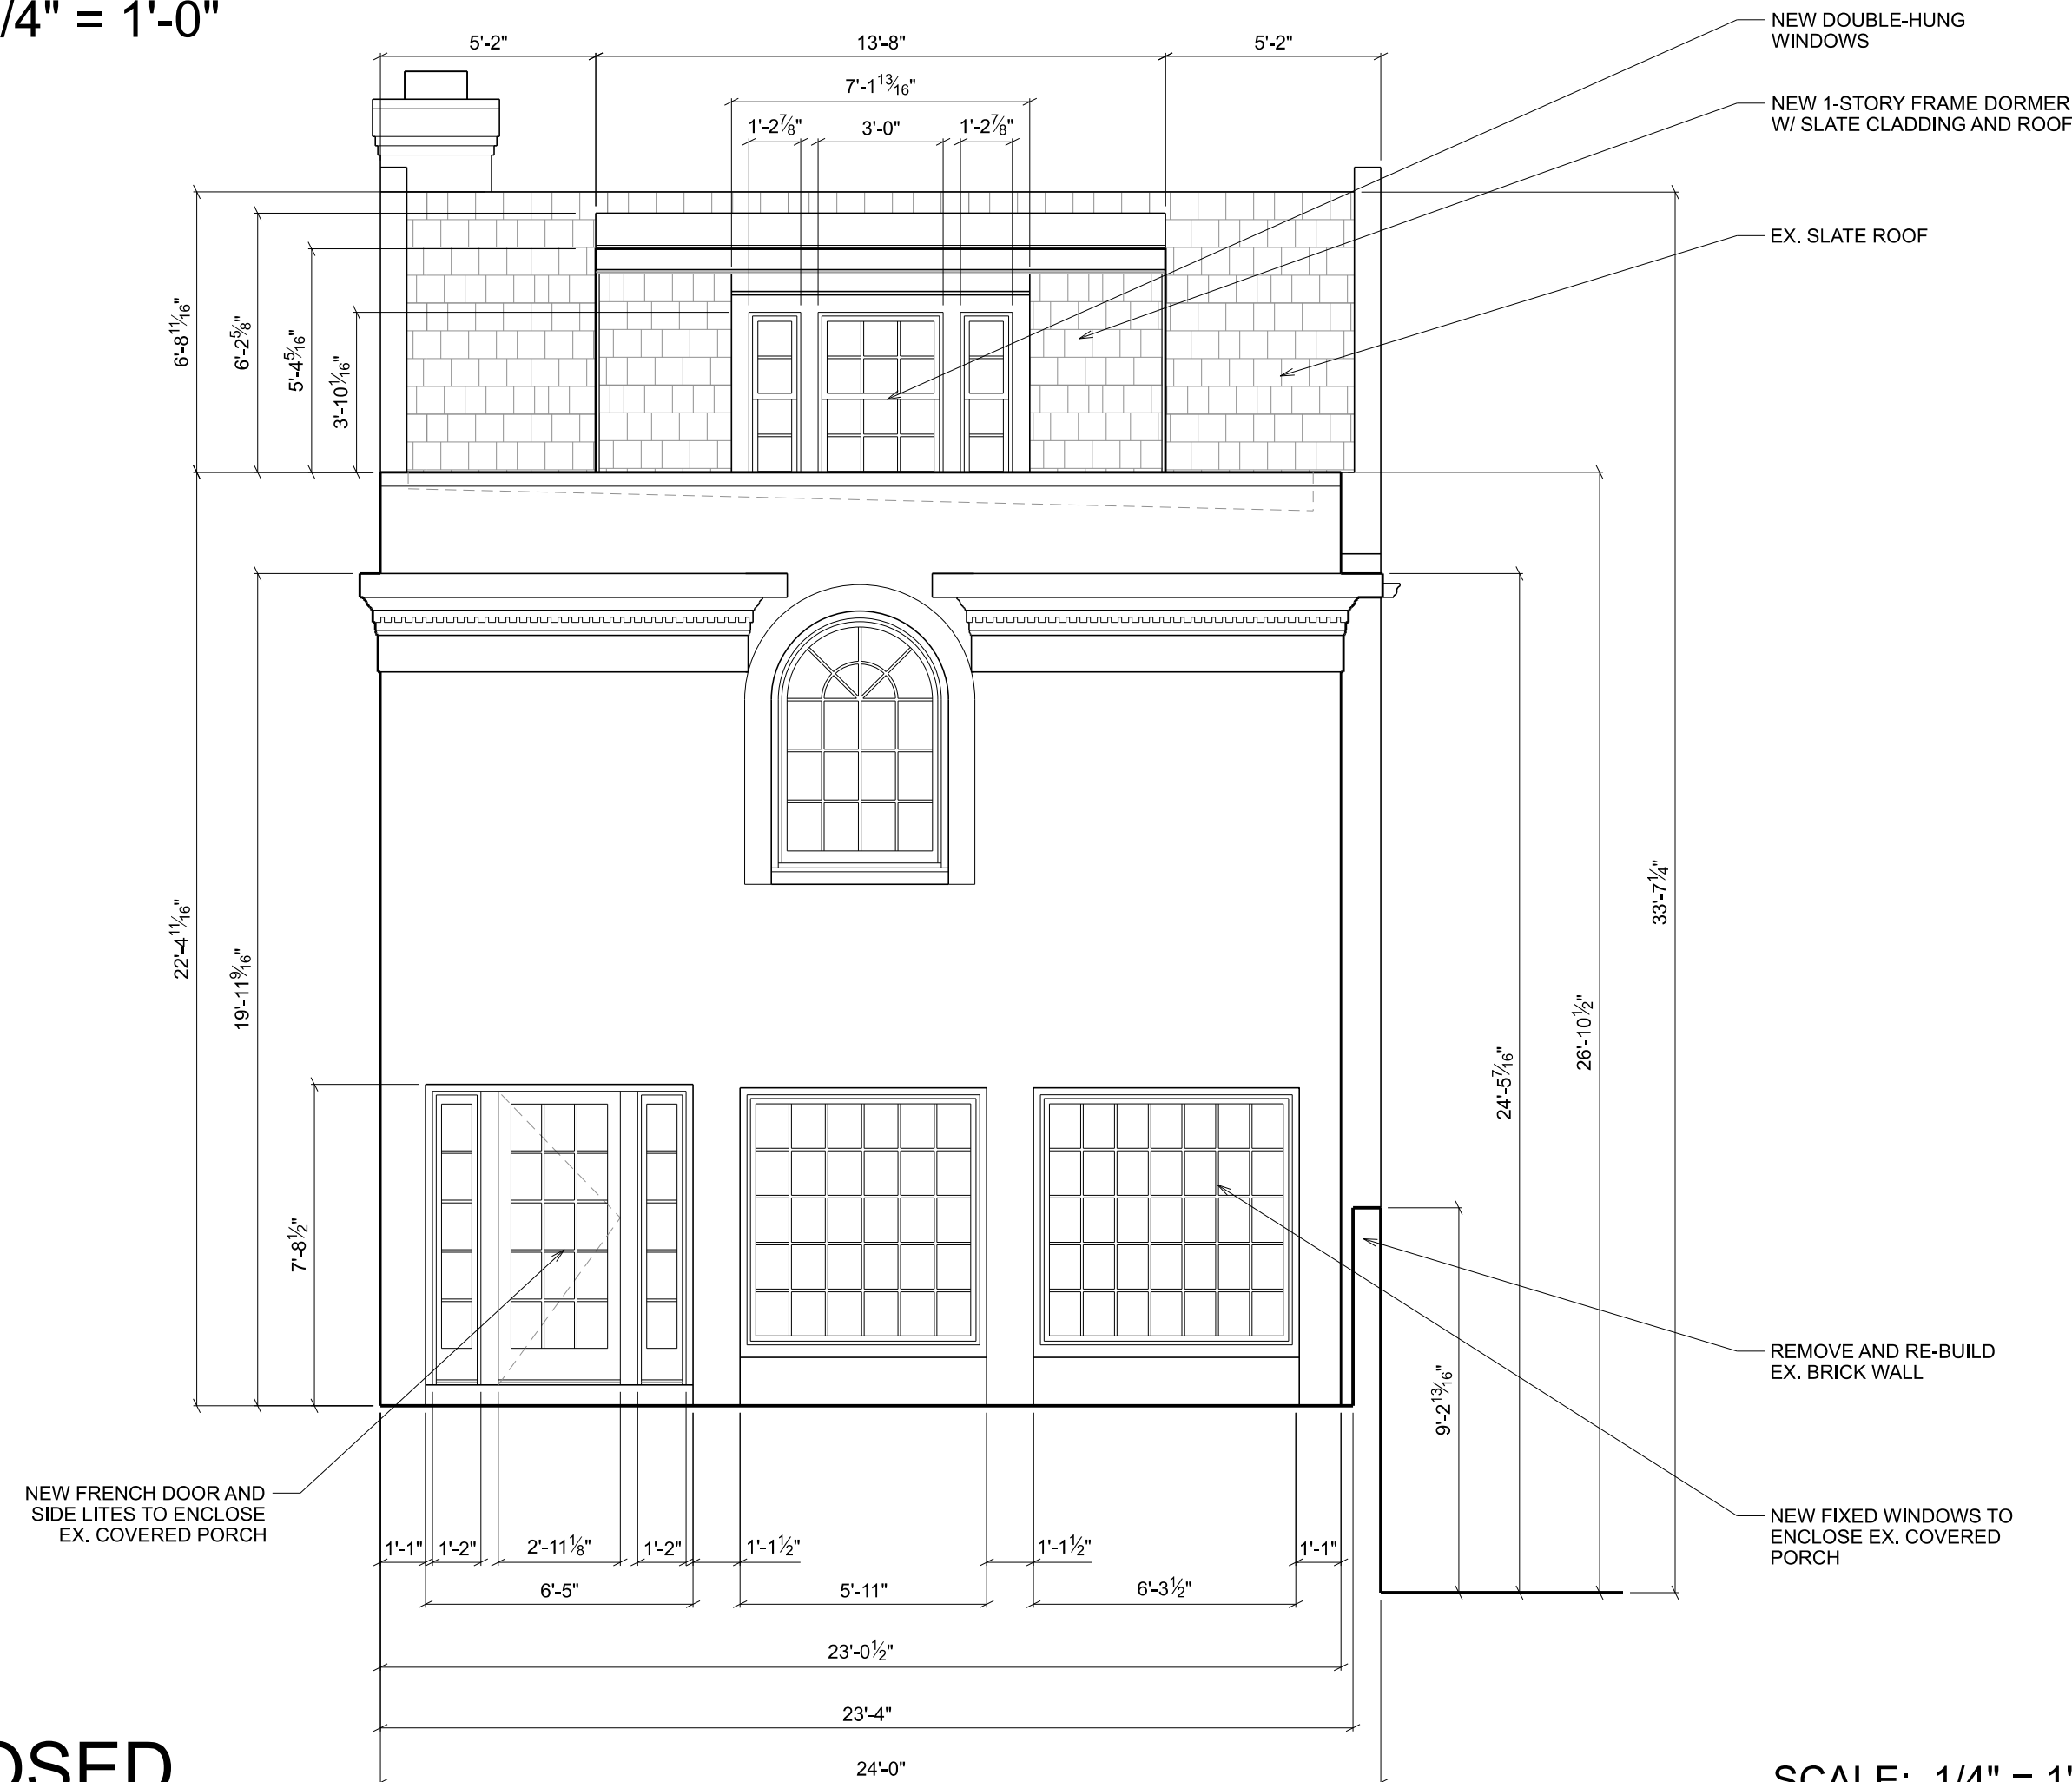 /4" = 1'-0"
5'-2" 13'-8" 5'-2"
7'-1 13/16"
1'-2 7/8" 3'-0" 1'-2 7/8"
NEW DOUBLE-HUNG
WINDOWS
NEW 1-STORY FRAME DORMER
W/ SLATE CLADDING AND ROOF
EX. SLATE ROOF
6'-8 11/16"
6'-2 5/8"
5'-4 5/16"
3'-10 1/16"
22'-4 11/16"
19'-11 9/16"
7'-8 1/2"
33'-7 1/4"
26'-10 1/2"
24'-5 7/16"
9'-2 13/16"
REMOVE AND RE-BUILD
EX. BRICK WALL
NEW FIXED WINDOWS TO
ENCLOSE EX. COVERED
PORCH
NEW FRENCH DOOR AND
SIDE LITES TO ENCLOSE
EX. COVERED PORCH
1'-1" 1'-2" 2'-11 1/8" 1'-2" 1'-1 1/2" 1'-1 1/2" 1'-1"
6'-5" 5'-11" 6'-3 1/2"
23'-0 1/2"
23'-4"
24'-0"
OSED
SCALE: 1/4" = 1'